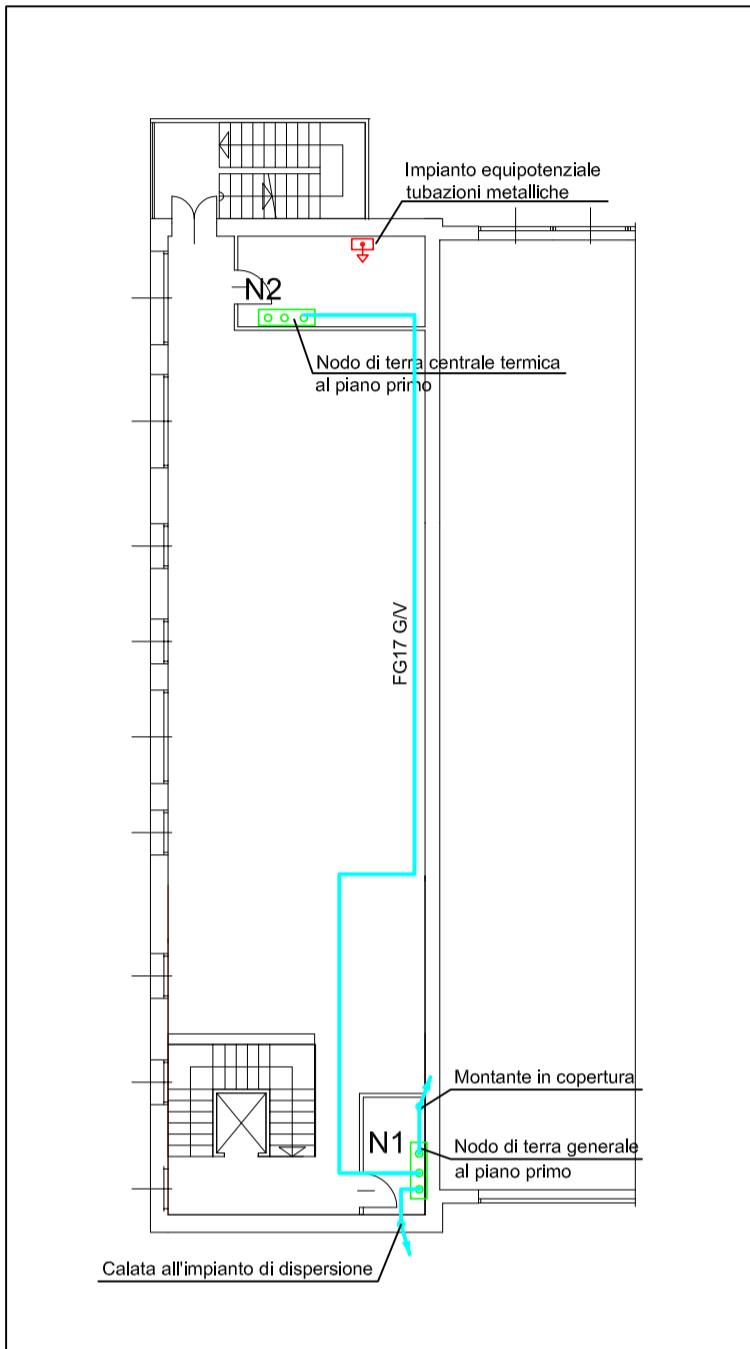 Impianto equipotenziale
tubazioni metalliche
N2
Nodo di terra centrale termica
al piano primo
FG17 G/V
Montante in copertura
N1
Nodo di terra generale
al piano primo
Calata all'impianto di dispersione